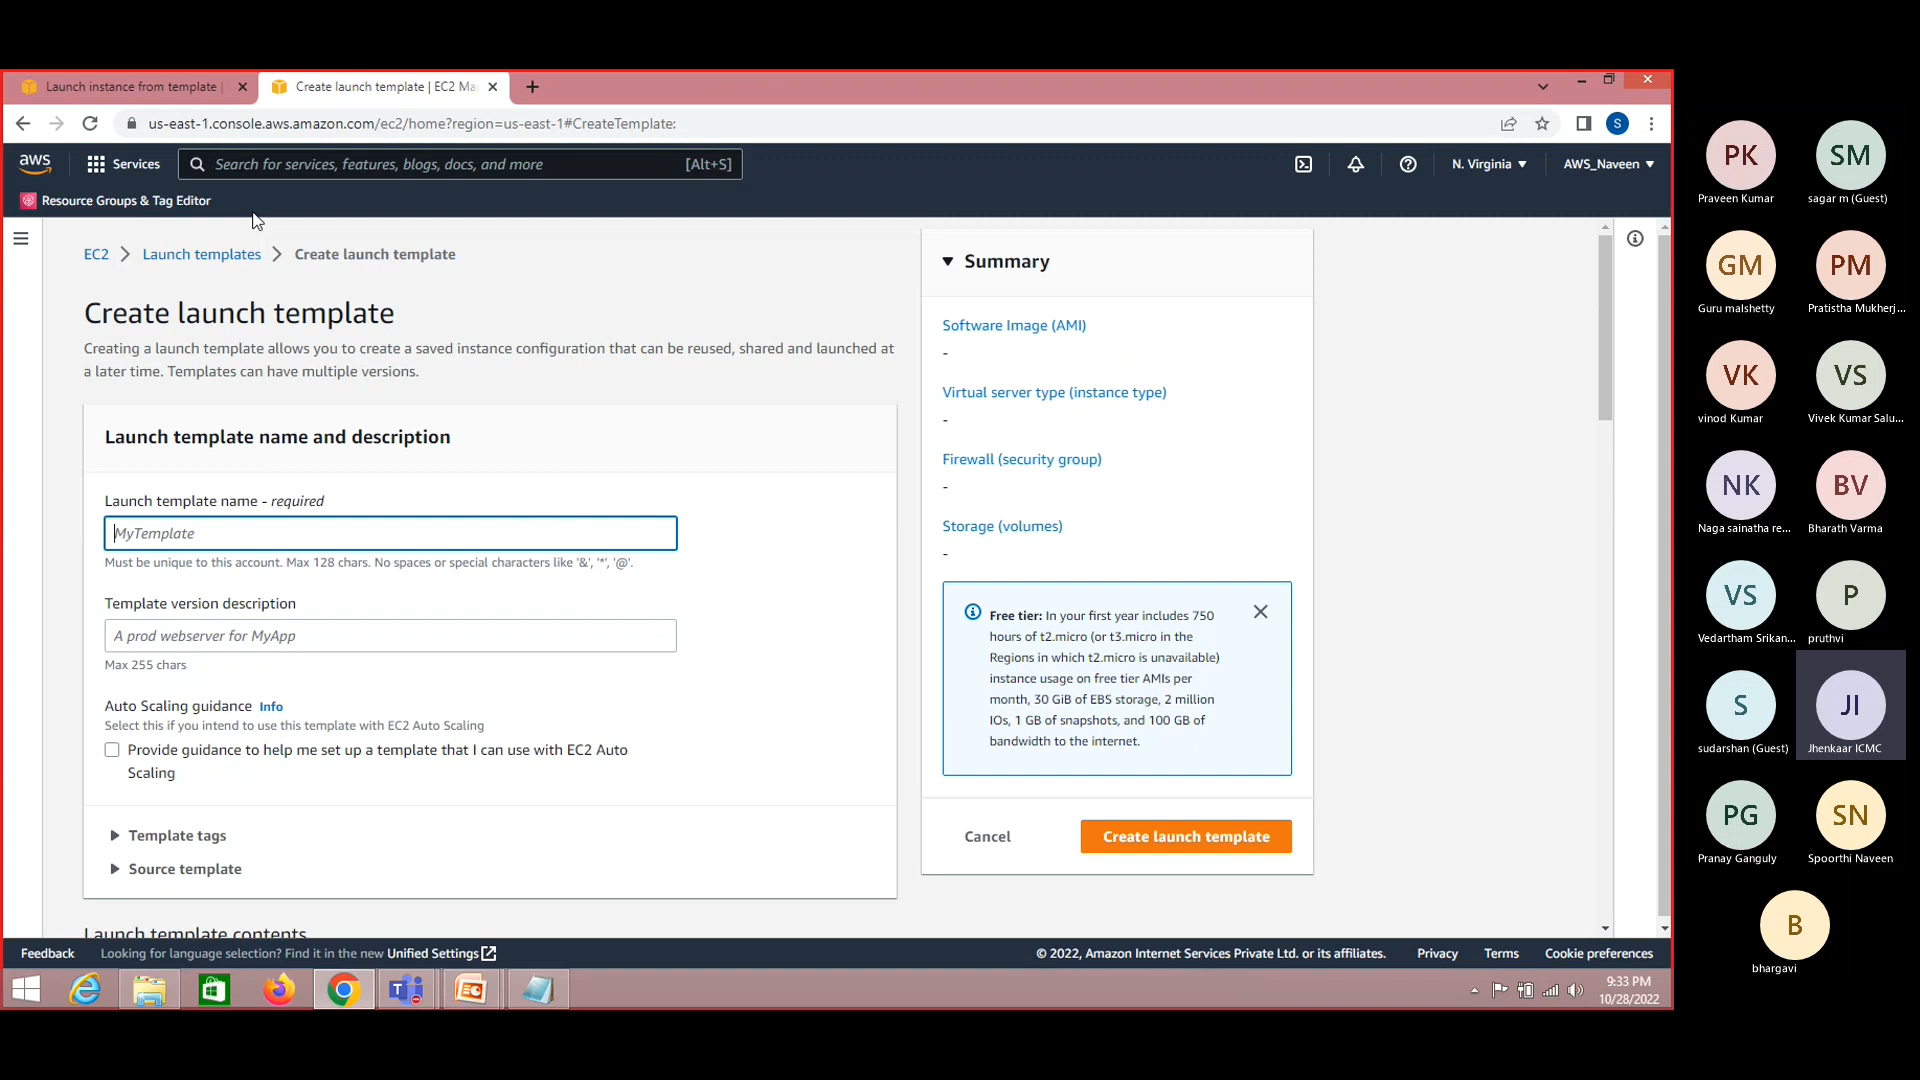 Launch instance from template |
Create launch template | EC2 Ma
us-east-1.console.aws.amazon.com/ec2/home?region=us-east-1#CreateTemplate:
S
aws
Services
Search for services, features, blogs, docs, and more
[Alt+S]
N. Virginia
AWS_Naveen
Resource Groups & Tag Editor
EC2
Launch templates
Create launch template
Create launch template
Creating a launch template allows you to create a saved instance configuration that can be reused, shared and launched at
a later time. Templates can have multiple versions.
Launch template name and description
Launch template name - required
MyTemplate
Must be unique to this account. Max 128 chars. No spaces or special characters like '&', '*', '@'.
Template version description
A prod webserver for MyApp
Max 255 chars
Auto Scaling guidance Info
Select this if you intend to use this template with EC2 Auto Scaling
Provide guidance to help me set up a template that I can use with EC2 Auto
Scaling
Template tags
Source template
Launch template contents
Summary
Software Image (AMI)
-
Virtual server type (instance type)
-
Firewall (security group)
-
Storage (volumes)
-
Free tier: In your first year includes 750
hours of t2.micro (or t3.micro in the
Regions in which t2.micro is unavailable)
instance usage on free tier AMIs per
month, 30 GiB of EBS storage, 2 million
IOs, 1 GB of snapshots, and 100 GB of
bandwidth to the internet.
Cancel
Create launch template
Feedback
Looking for language selection? Find it in the new Unified Settings
© 2022, Amazon Internet Services Private Ltd. or its affiliates.
Privacy
Terms
Cookie preferences
9:33 PM
10/28/2022
PK
Praveen Kumar
SM
sagar m (Guest)
GM
Guru malshetty
PM
Pratistha Mukherj...
VK
vinod Kumar
VS
Vivek Kumar Salu...
NK
Naga sainatha re...
BV
Bharath Varma
VS
Vedartham Srikan...
P
pruthvi
S
sudarshan (Guest)
JI
Jhenkaar ICMC
PG
Pranay Ganguly
SN
Spoorthi Naveen
B
bhargavi